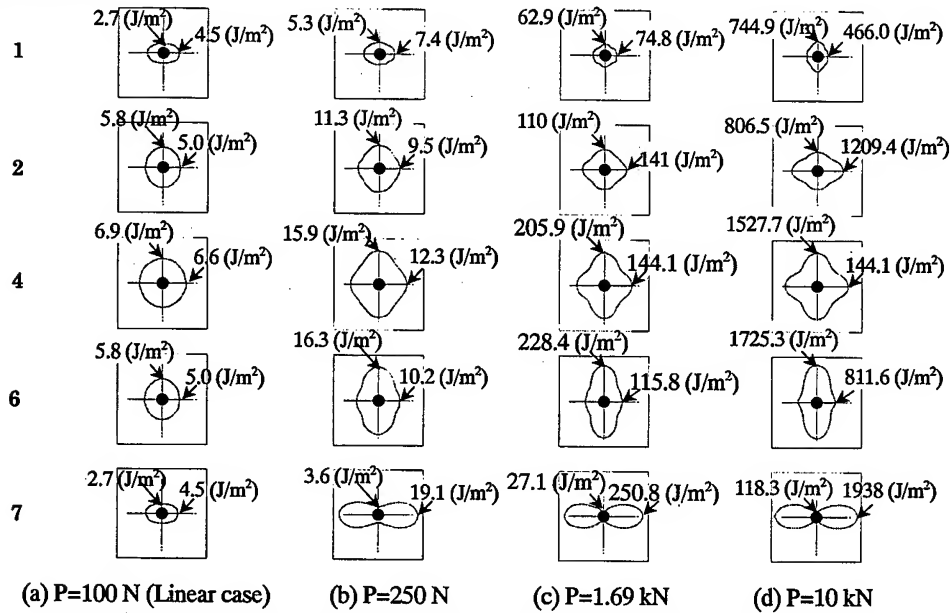 2.7 (J/m²) 4.5 (J/m²) 5.3 (J/m²) 7.4 (J/m²) 62.9 (J/m²) 74.8 (J/m²) 744.9 (J/m²) 466.0 (J/m²)
1
5.8 (J/m²) 5.0 (J/m²) 11.3 (J/m²) 9.5 (J/m²) 110 (J/m²) 141 (J/m²) 806.5 (J/m²) 1209.4 (J/m²)
2
6.9 (J/m²) 6.6 (J/m²) 15.9 (J/m²) 12.3 (J/m²) 205.9 (J/m²) 144.1 (J/m²) 1527.7 (J/m²) 144.1 (J/m²)
4
5.8 (J/m²) 5.0 (J/m²) 16.3 (J/m²) 10.2 (J/m²) 228.4 (J/m²) 115.8 (J/m²) 1725.3 (J/m²) 811.6 (J/m²)
6
2.7 (J/m²) 4.5 (J/m²) 3.6 (J/m²) 19.1 (J/m²) 27.1 (J/m²) 250.8 (J/m²) 118.3 (J/m²) 1938 (J/m²)
7
(a) P=100 N (Linear case) (b) P=250 N (c) P=1.69 kN (d) P=10 kN